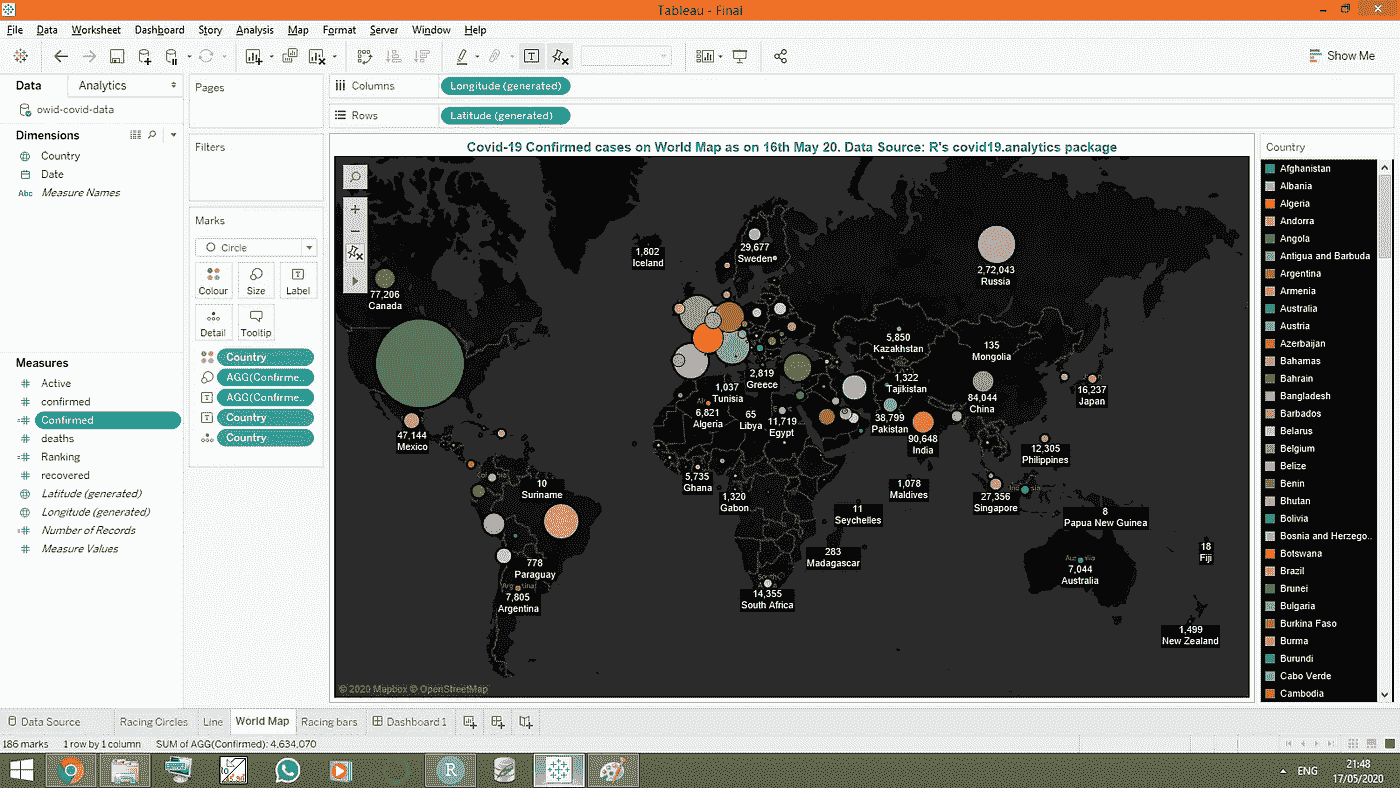 Tableau - Final
File Data Worksheet Dashboard Story Analysis Map Format Server Window Help
Show Me
Data Analytics
owid-covid-data
Dimensions
Country
Date
Abc Measure Names
Measures
Active
confirmed
Confirmed
deaths
Ranking
recovered
Latitude (generated)
Longitude (generated)
Number of Records
Measure Values
Pages
Filters
Marks
Circle
Colour Size Label
Detail Tooltip
Country
AGG(Confirme..
AGG(Confirme..
Country
Country
Columns Longitude (generated)
Rows Latitude (generated)
Covid-19 Confirmed cases on World Map as on 16th May 20. Data Source: R's covid19.analytics package
1,802
Iceland
29,677
Sweden
2,72,043
Russia
77,206
Canada
5,850
Kazakhstan
135
Mongolia
2,819
Greece
1,037
Tunisia
1,322
Tajikistan
16,237
Japan
84,044
China
6,821
Algeria
65
Libya
11,719
Egypt
38,799
Pakistan
47,144
Mexico
90,648
India
12,305
Philippines
5,735
Ghana
10
Suriname
1,078
Maldives
1,320
Gabon
27,356
Singapore
11
Seychelles
8
Papua New Guinea
283
Madagascar
18
Fiji
778
Paraguay
7,044
Australia
7,805
Argentina
14,355
South Africa
1,499
New Zealand
© 2020 Mapbox © OpenStreetMap
Country
Afghanistan
Albania
Algeria
Andorra
Angola
Antigua and Barbuda
Argentina
Armenia
Australia
Austria
Azerbaijan
Bahamas
Bahrain
Bangladesh
Barbados
Belarus
Belgium
Belize
Benin
Bhutan
Bolivia
Bosnia and Herzego..
Botswana
Brazil
Brunei
Bulgaria
Burkina Faso
Burma
Burundi
Cabo Verde
Cambodia
Data Source Racing Circles Line World Map Racing bars Dashboard 1
186 marks 1 row by 1 column SUM of AGG(Confirmed): 4,634,070
R
ENG
21:48
17/05/2020